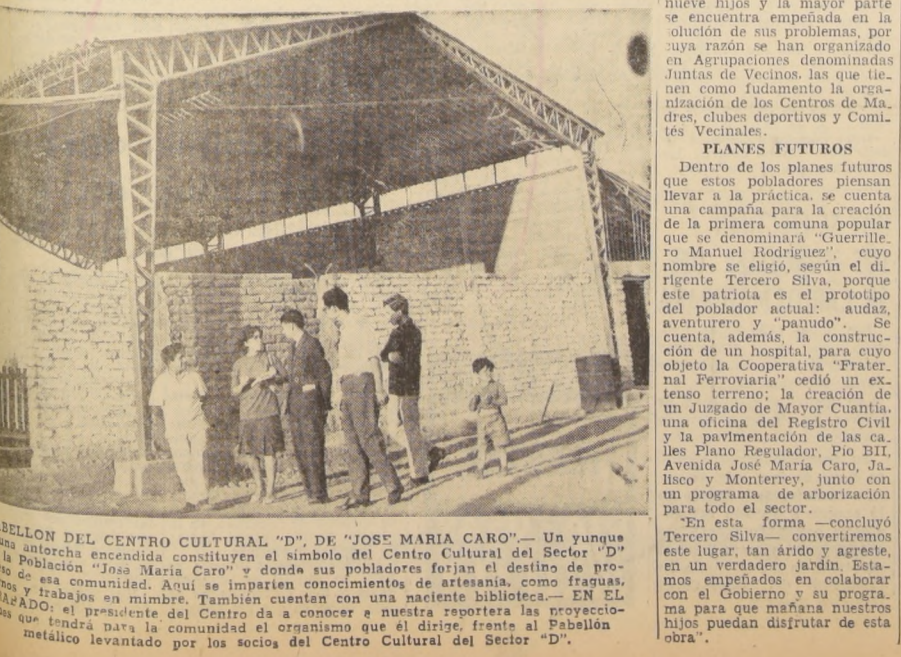 ABELLON DEL CENTRO CULTURAL "D", DE "JOSE MARIA CARO".— Un yunque
una antorcha encendida constituyen el símbolo del Centro Cultural del Sector "D"
la Población "José María Caro" y donde sus pobladores forjan el destino de pro-
so de esa comunidad. Aquí se imparten conocimientos de artesanía, como fraguas,
nos y trabajos en mimbre. También cuentan con una naciente biblioteca.— EN EL
ABADO: el presidente del Centro da a conocer a nuestra reportera las proyeccio-
que tendrá para la comunidad el organismo que él dirige, frente al Pabellón
metálico levantado por los socios del Centro Cultural del Sector "D".
nueve hijos y la mayor parte
se encuentra empeñada en la
solución de sus problemas, por
cuya razón se han organizado
en Agrupaciones denominadas
Juntas de Vecinos, las que tie-
nen como fudamento la orga-
nización de los Centros de Ma-
dres, clubes deportivos y Comi-
tés Vecinales.
PLANES FUTUROS
Dentro de los planes futuros
que estos pobladores piensan
llevar a la práctica, se cuenta
una campaña para la creación
de la primera comuna popular
que se denominará "Guerrille-
ro Manuel Rodríguez", cuyo
nombre se eligió, según el di-
rigente Tercero Silva, porque
este patriota es el prototipo
del poblador actual: audaz,
aventurero y "panudo". Se
cuenta, además, la construc-
ción de un hospital, para cuyo
objeto la Cooperativa "Frater-
nal Ferroviaria" cedió un ex-
tenso terreno; la creación de
un Juzgado de Mayor Cuantía,
una oficina del Registro Civil
y la pavimentación de las ca-
lles Plano Regulador, Pío BII,
Avenida José María Caro, Ja-
lisco y Monterrey, junto con
un programa de arborización
para todo el sector.
"En esta forma —concluyó
Tercero Silva— convertiremos
este lugar, tan árido y agreste,
en un verdadero jardín. Esta-
mos empeñados en colaborar
con el Gobierno y su progra-
ma para que mañana nuestros
hijos puedan disfrutar de esta
obra".